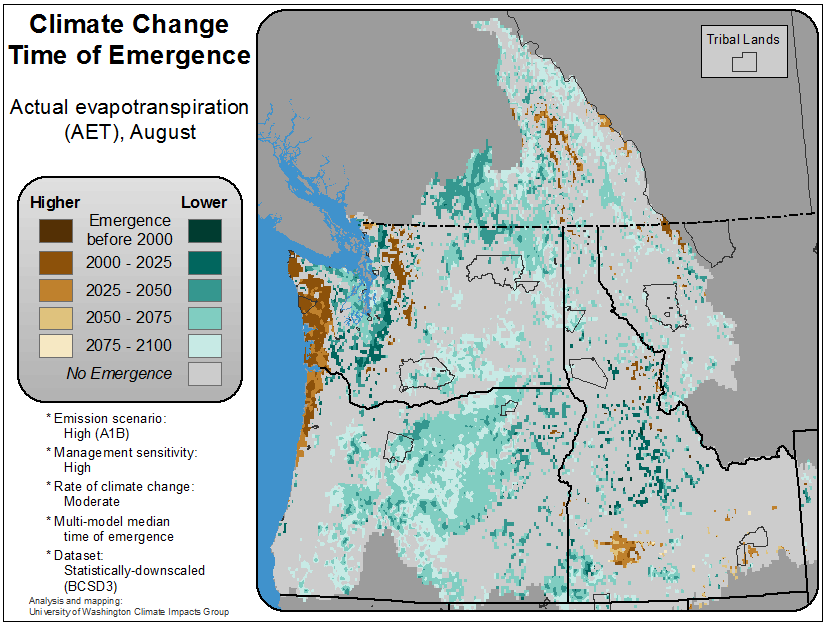 Climate Change
Time of Emergence
Actual evapotranspiration
(AET), August
Higher
Lower
Emergence
before 2000
2000 - 2025
2025 - 2050
2050 - 2075
2075 - 2100
No Emergence
* Emission scenario:
High (A1B)
* Management sensitivity:
High
* Rate of climate change:
Moderate
* Multi-model median
time of emergence
* Dataset:
Statistically-downscaled
(BCSD3)
Analysis and mapping:
University of Washington Climate Impacts Group
Tribal Lands